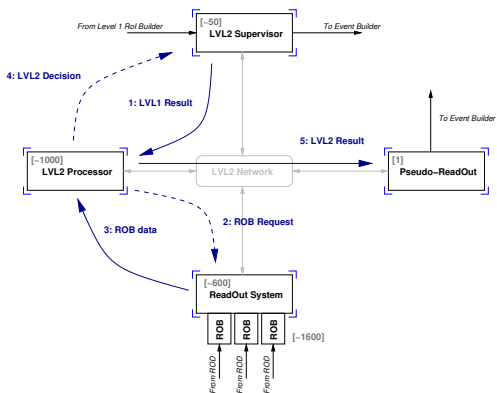 [~50]
From Level 1 RoI Builder
To Event Builder
LVL2 Supervisor
4: LVL2 Decision
1: LVL1 Result
To Event Builder
5: LVL2 Result
[~1000]
[1]
LVL2 Processor
LVL2 Network
Pseudo−ReadOut
2: ROB Request
3: ROB data
[~600]
ReadOut System
ROB
ROB
ROB
[~1600]
From ROD
From ROD
From ROD